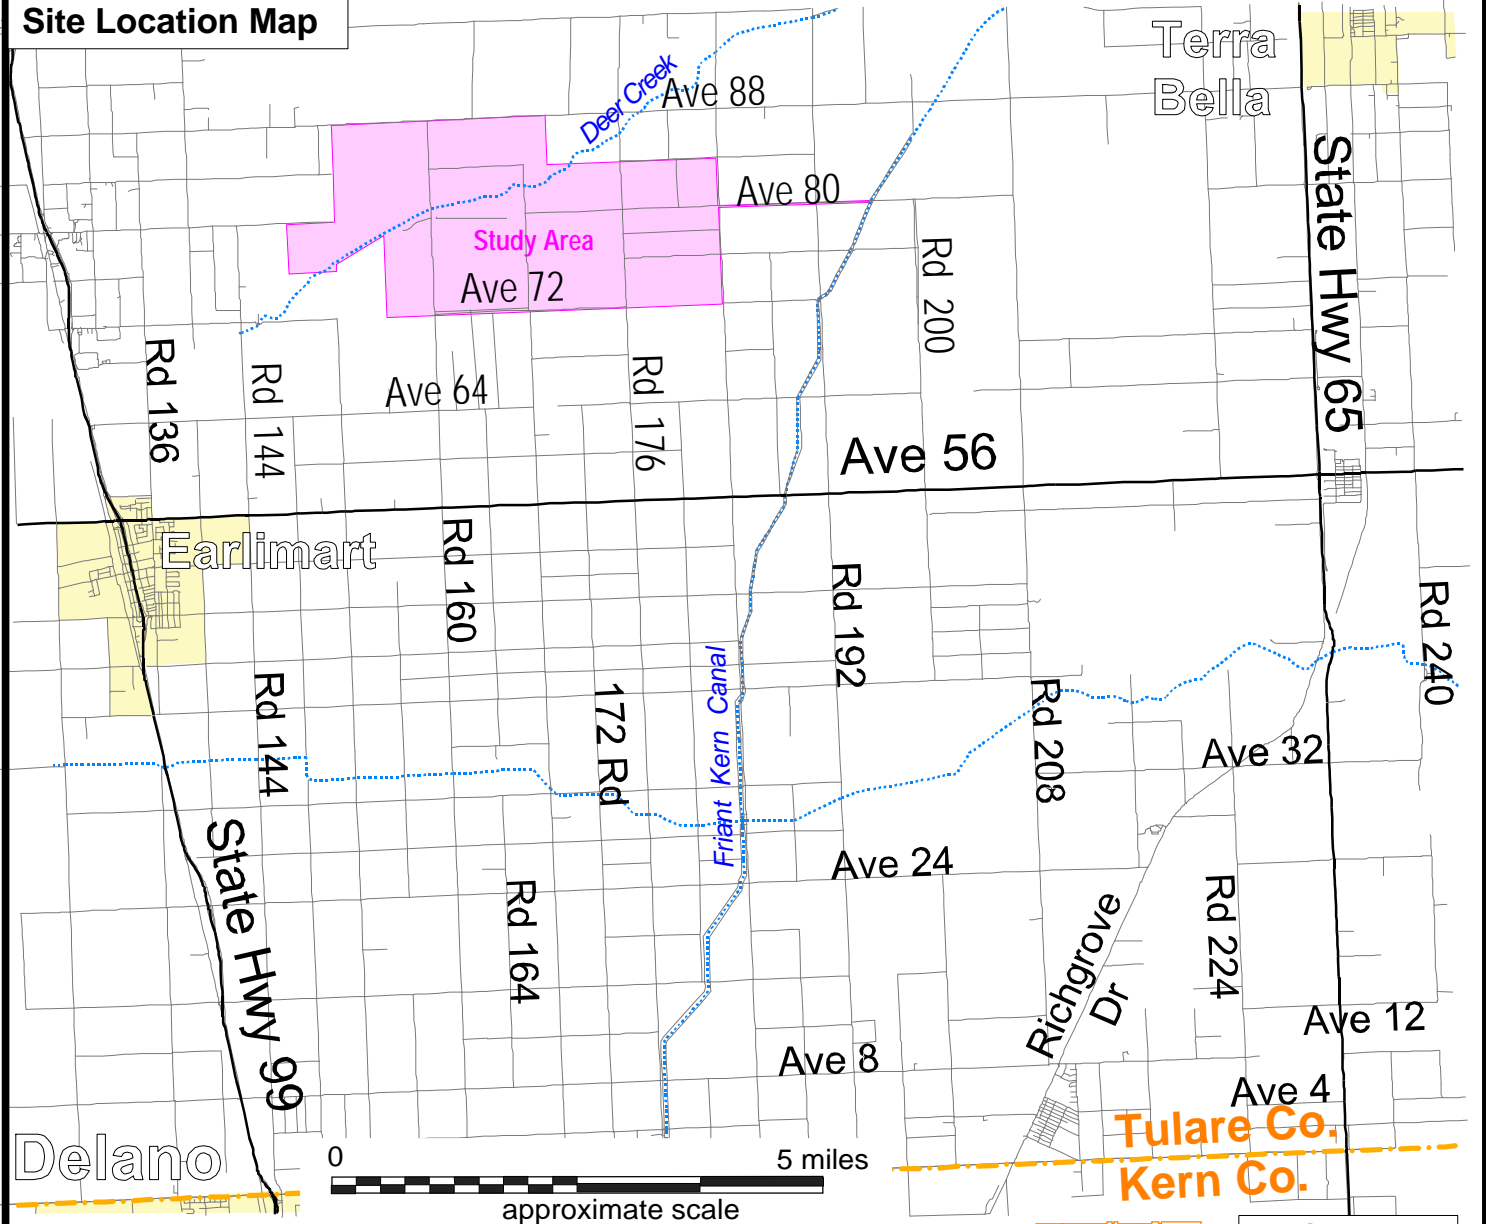 Site Location Map
Terra
Bella
Deer Creek
Ave 88
State Hwy 65
Ave 80
Study Area
Rd 200
Ave 72
Rd 136
Rd 144
Ave 64
Rd 176
Ave 56
Earlimart
Rd 160
Rd 192
Rd 240
Friant Kern Canal
Rd 144
172 Rd
Rd 208
Ave 32
State Hwy 99
Ave 24
Rd 164
Richgrove
Dr
Rd 224
Ave 12
Ave 8
Ave 4
Tulare Co.
Delano
0
5 miles
Kern Co.
approximate scale